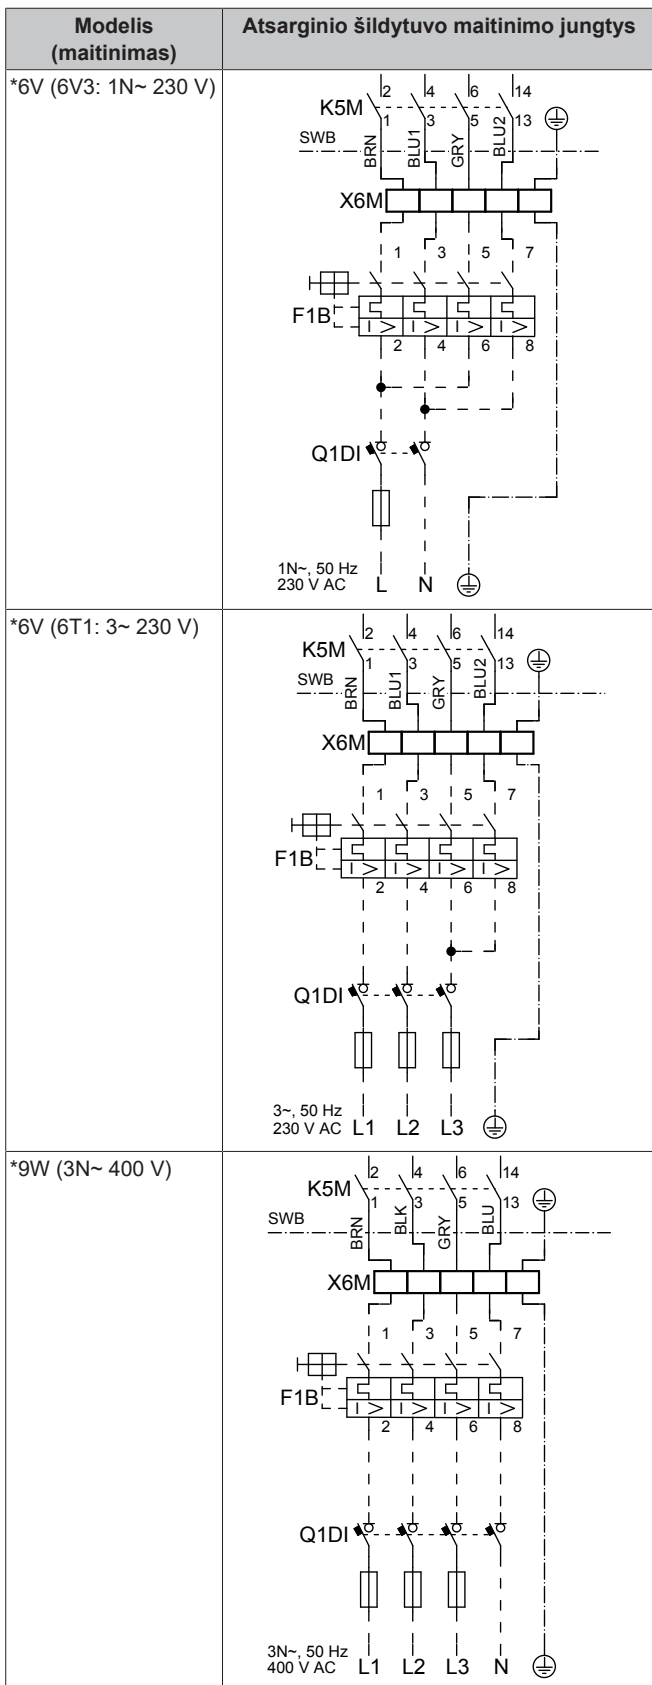 Modelis (maitinimas)
Atsarginio šildytuvo maitinimo jungtys
*6V (6V3: 1N~ 230 V)
2 4 6 14
K5M
1 3 5 13
SWB
BRN BLU1 GRY BLU2
X6M
1 3 5 7
F1B
I > I > I > I >
2 4 6 8
Q1DI
1N~, 50 Hz
230 V AC
L N
*6V (6T1: 3~ 230 V)
2 4 6 14
K5M
1 3 5 13
SWB
BRN BLU1 GRY BLU2
X6M
1 3 5 7
F1B
I > I > I > I >
2 4 6 8
Q1DI
3~, 50 Hz
230 V AC
L1 L2 L3
*9W (3N~ 400 V)
2 4 6 14
K5M
1 3 5 13
SWB
BRN BLK GRY BLU
X6M
1 3 5 7
F1B
I > I > I > I >
2 4 6 8
Q1DI
3N~, 50 Hz
400 V AC
L1 L2 L3 N